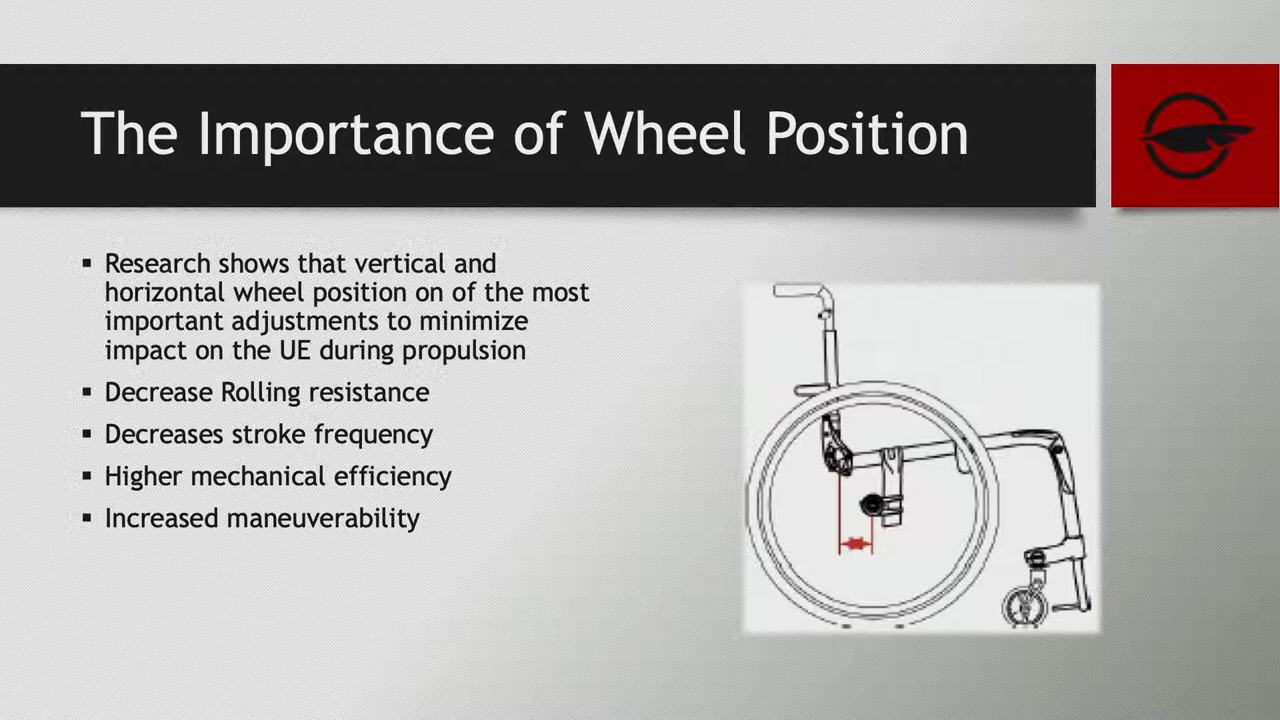 The Importance of Wheel Position
▪ Research shows that vertical and
horizontal wheel position on of the most
important adjustments to minimize
impact on the UE during propulsion
▪ Decrease Rolling resistance
▪ Decreases stroke frequency
▪ Higher mechanical efficiency
▪ Increased maneuverability